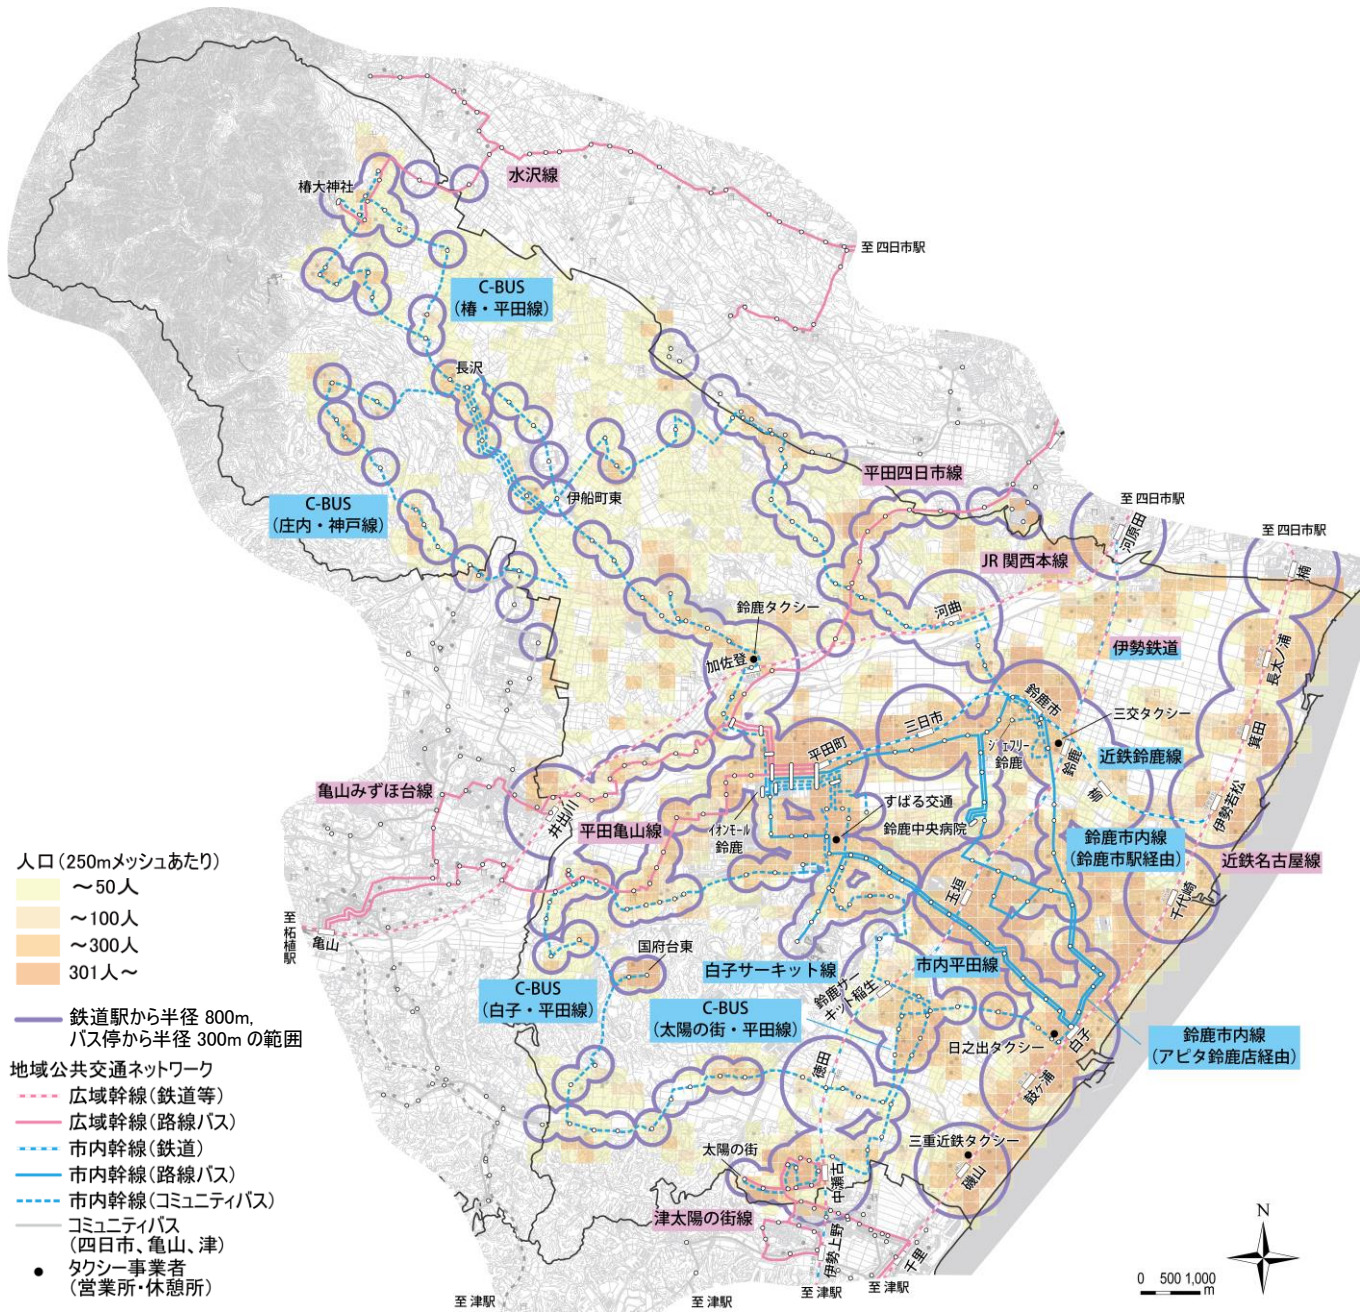 椿大神社
水沢線
至 四日市駅
C-BUS
(椿・平田線)
長沢
平田四日市線
伊船町東
C-BUS
(庄内・神戸線)
至 四日市駅
至 四日市駅
河原田
楠
JR 関西本線
鈴鹿タクシー
河曲
加佐登
伊勢鉄道
長太ノ浦
鈴鹿市
三交タクシー
三日市
箕田
平田町
ジェフリー
鈴鹿
鈴鹿
近鉄鈴鹿線
柳
亀山みずほ台線
伊勢若松
すばる交通
井田川
平田亀山線
イオンモール
鈴鹿
鈴鹿中央病院
鈴鹿市内線
(鈴鹿市駅経由)
近鉄名古屋線
人口(250mメッシュあたり)
~50人
~100人
~300人
301人~
玉垣
千代崎
至 柘植駅
亀山
国府台東
白子サーキット線
市内平田線
C-BUS
(白子・平田線)
鈴鹿サー
キット稲生
C-BUS
(太陽の街・平田線)
鉄道駅から半径 800m,
バス停から半径 300m の範囲
日之出タクシー
白子
鈴鹿市内線
(アピタ鈴鹿店経由)
地域公共交通ネットワーク
広域幹線(鉄道等)
広域幹線(路線バス)
市内幹線(鉄道)
市内幹線(路線バス)
市内幹線(コミュニティバス)
コミュニティバス
(四日市、亀山、津)
タクシー事業者
(営業所・休憩所)
徳田
鼓ヶ浦
三重近鉄タクシー
太陽の街
中瀬古
磯山
津太陽の街線
伊勢上野
千里
N
0 500 1,000
m
至 津駅
至 津駅
至 津駅
至 津駅